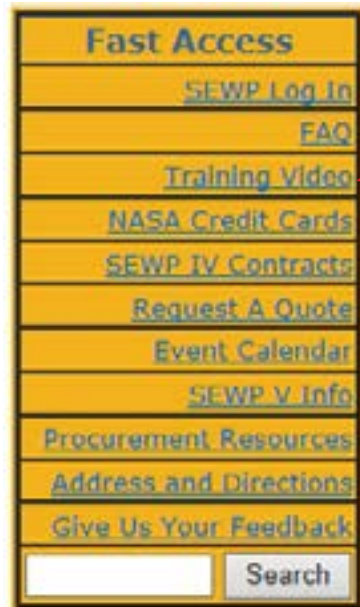 Fast Access
SEWP Log In
FAQ
Training Video
NASA Credit Cards
SEWP IV Contracts
Request A Quote
Event Calendar
SEWP V Info
Procurement Resources
Address and Directions
Give Us Your Feedback
Search